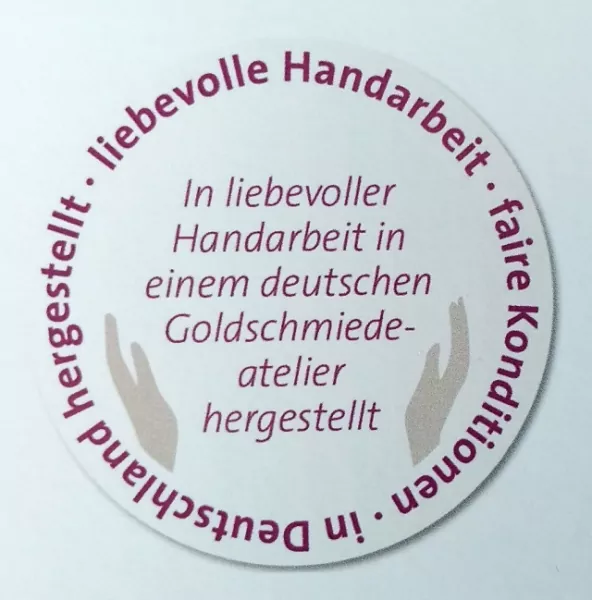 liebevolle Handarbeit · faire Konditionen · in Deutschland hergestellt ·
In liebevoller
Handarbeit in
einem deutschen
Goldschmiede-
atelier
hergestellt